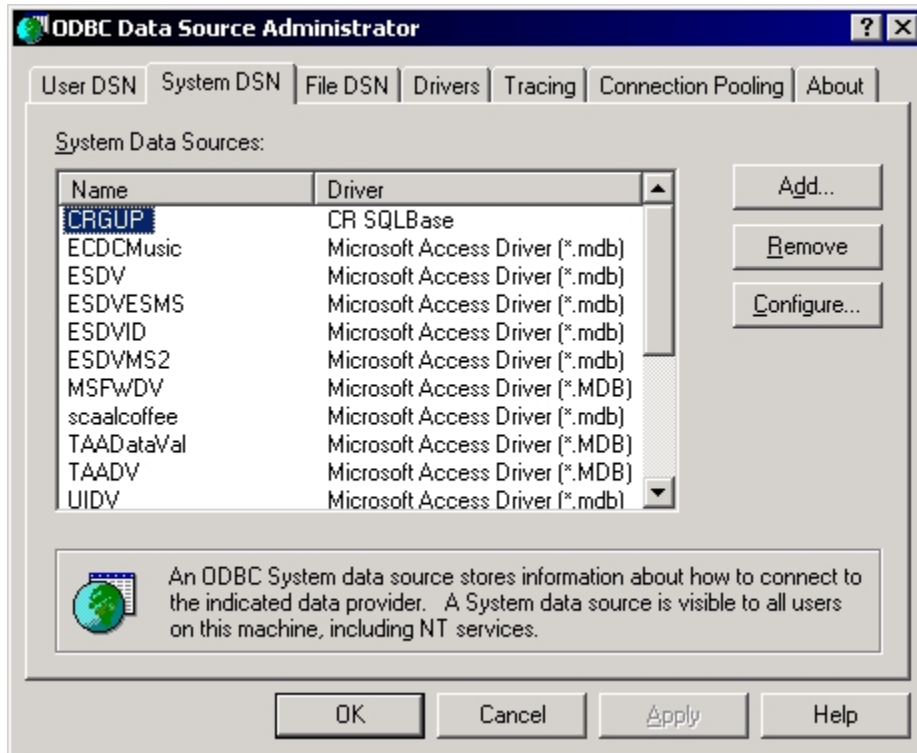 ODBC Data Source Administrator
User DSN System DSN File DSN Drivers Tracing Connection Pooling About
System Data Sources:
Name Driver
CRGUP CR SQLBase
ECDCMusic Microsoft Access Driver (*.mdb)
ESDV Microsoft Access Driver (*.mdb)
ESDVESMS Microsoft Access Driver (*.mdb)
ESDVID Microsoft Access Driver (*.mdb)
ESDVMS2 Microsoft Access Driver (*.mdb)
MSFWDV Microsoft Access Driver (*.MDB)
scaalcoffee Microsoft Access Driver (*.mdb)
TAADataVal Microsoft Access Driver (*.MDB)
TAADV Microsoft Access Driver (*.MDB)
UIDV Microsoft Access Driver (*.mdb)
Add...
Remove
Configure...
An ODBC System data source stores information about how to connect to
the indicated data provider. A System data source is visible to all users
on this machine, including NT services.
OK Cancel Apply Help